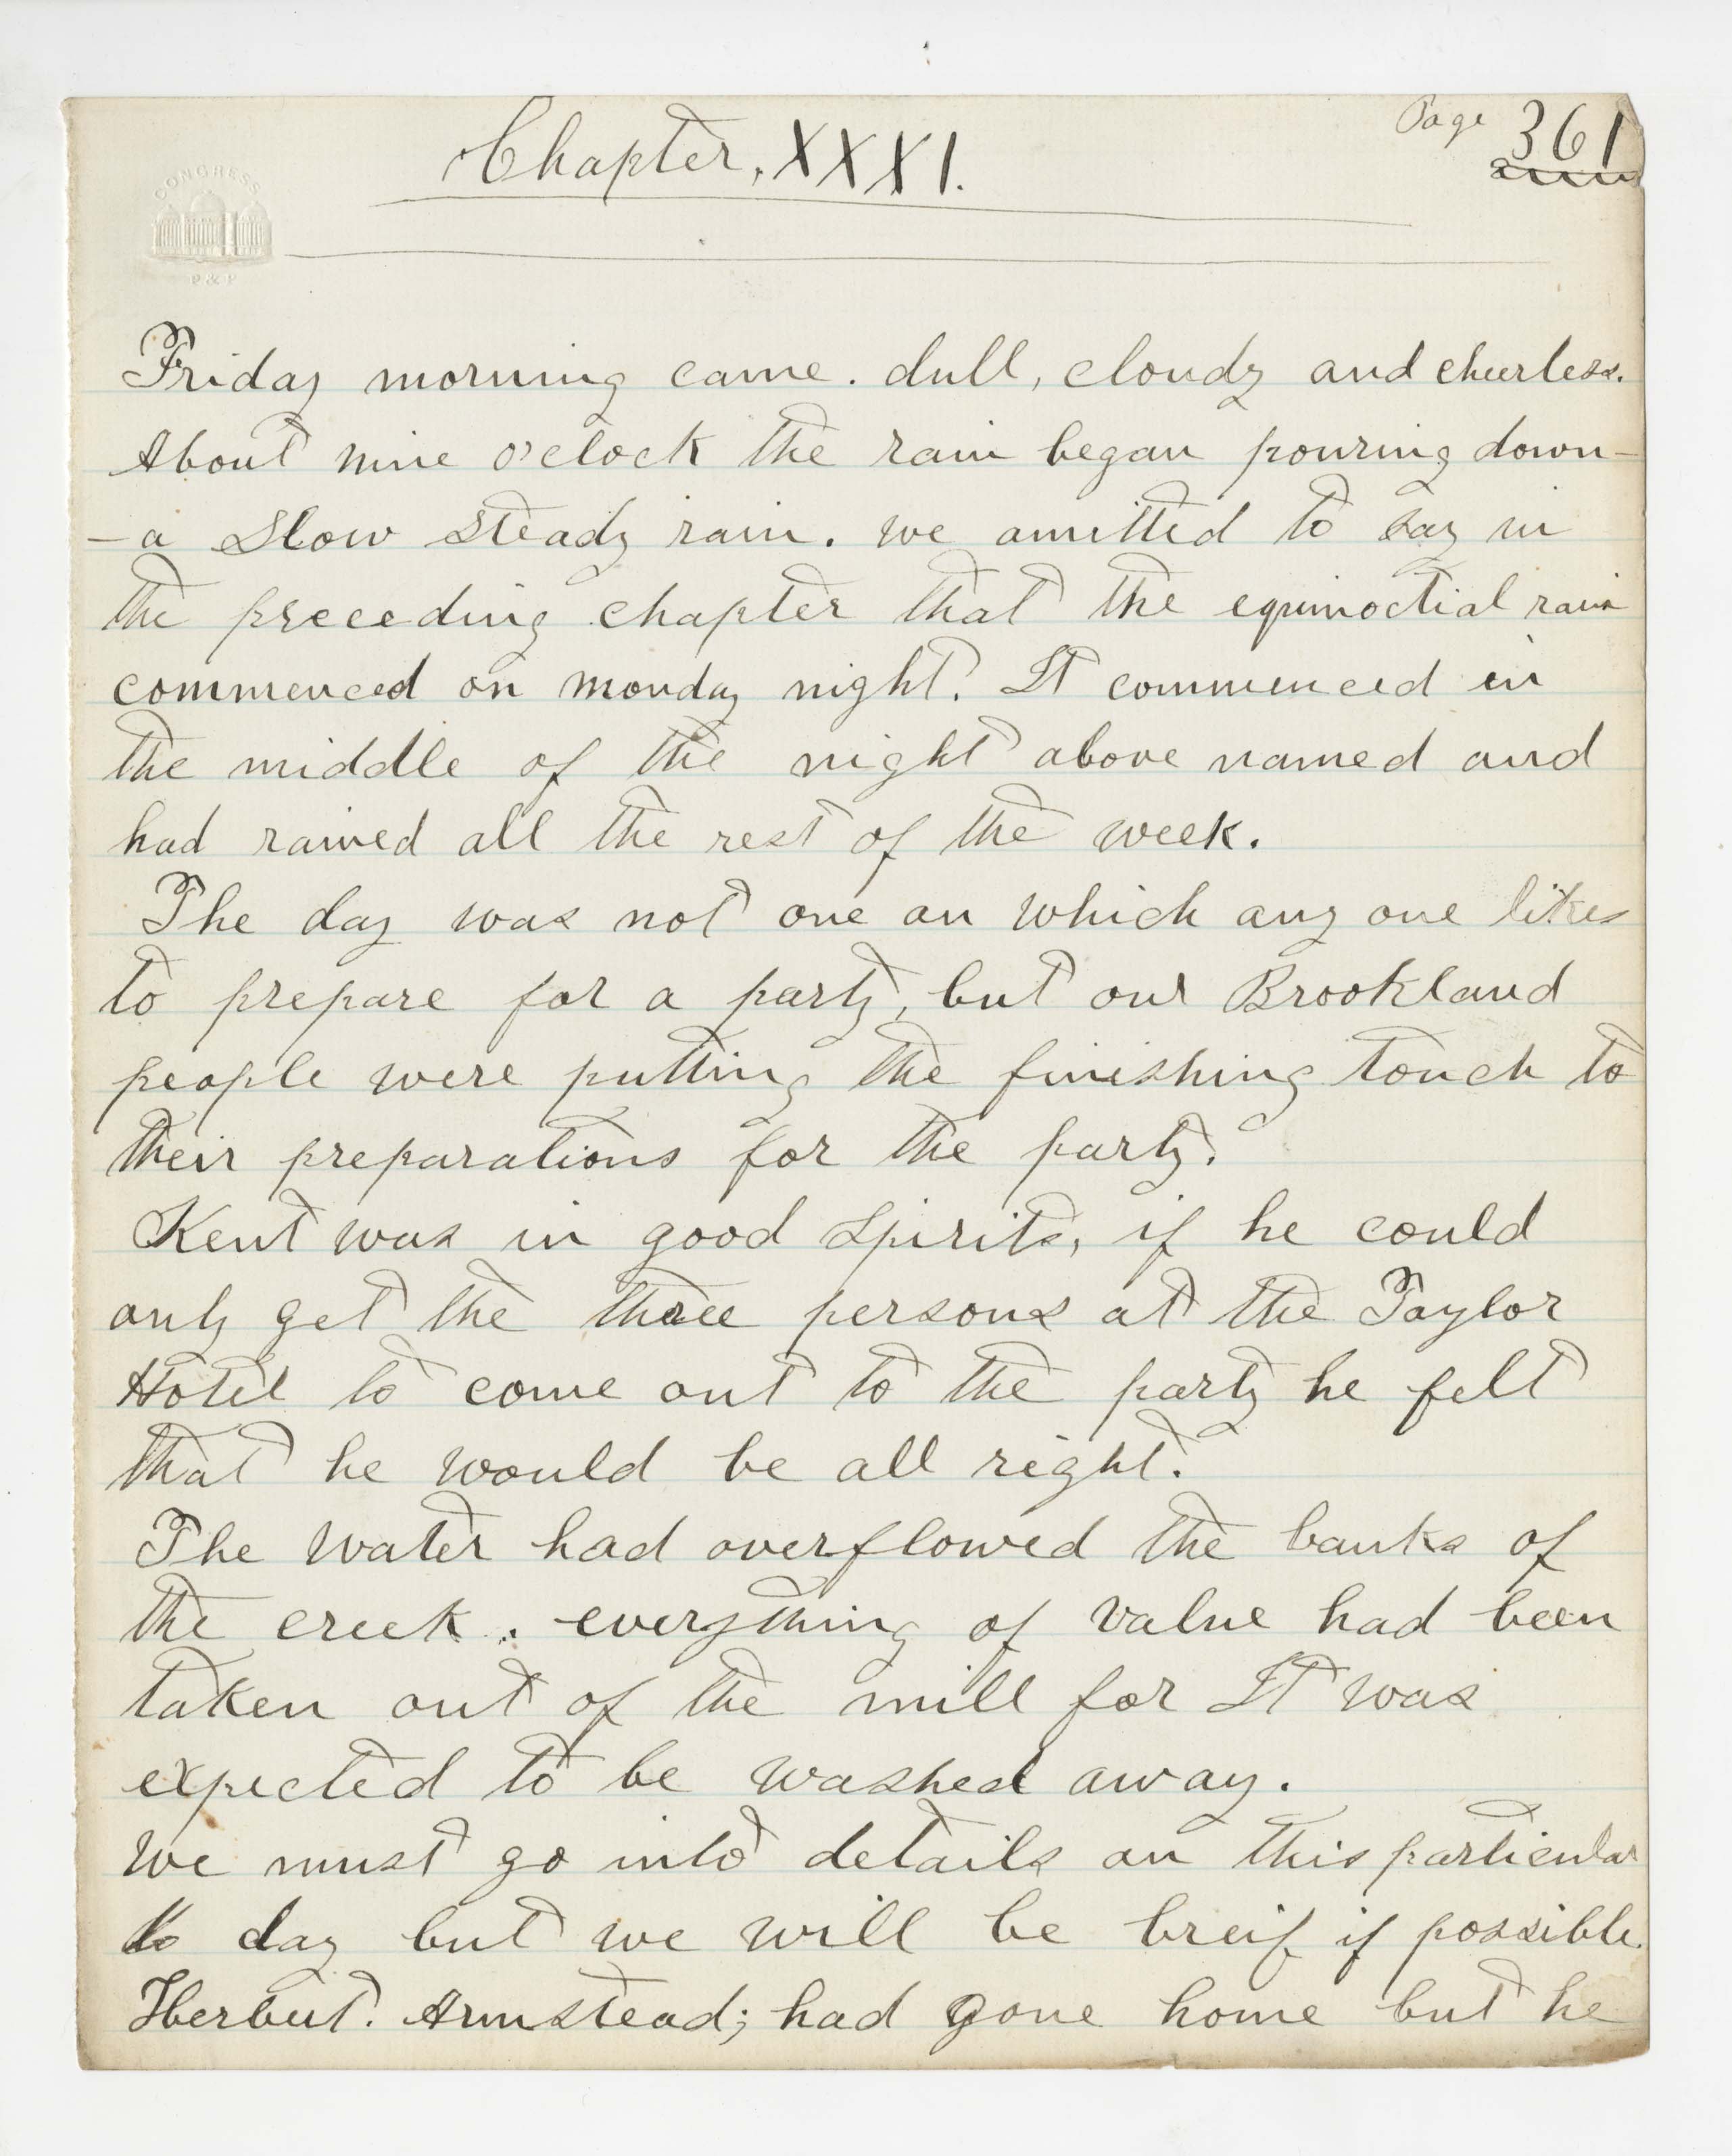 Page 361
Chapter, XXXI.
CONGRESS
P & P
Friday morning came. dull, cloudy and cheerless.
About nine o'clock the rain began pouring down-
-a slow steady rain. we omitted to say in
the preceeding chapter that the equinoctial rain
commenced on monday night. It commenced in
the middle of the night above named and
had rained all the rest of the week.
The day was not one on which any one likes
to prepare for a party, but our Brookland
people were putting the finishing touch to
their preparations for the party.
Kent was in good spirits, if he could
only get the three persons at the Taylor
Hotel to come out to the party he felt
that he would be all right.
The water had overflowed the banks of
the creek. everything of value had been
taken out of the mill for It was
expected to be washed away.
we must go into details on this particular
day but we will be breif if possible.
Herbert. Armstead; had gone home but he